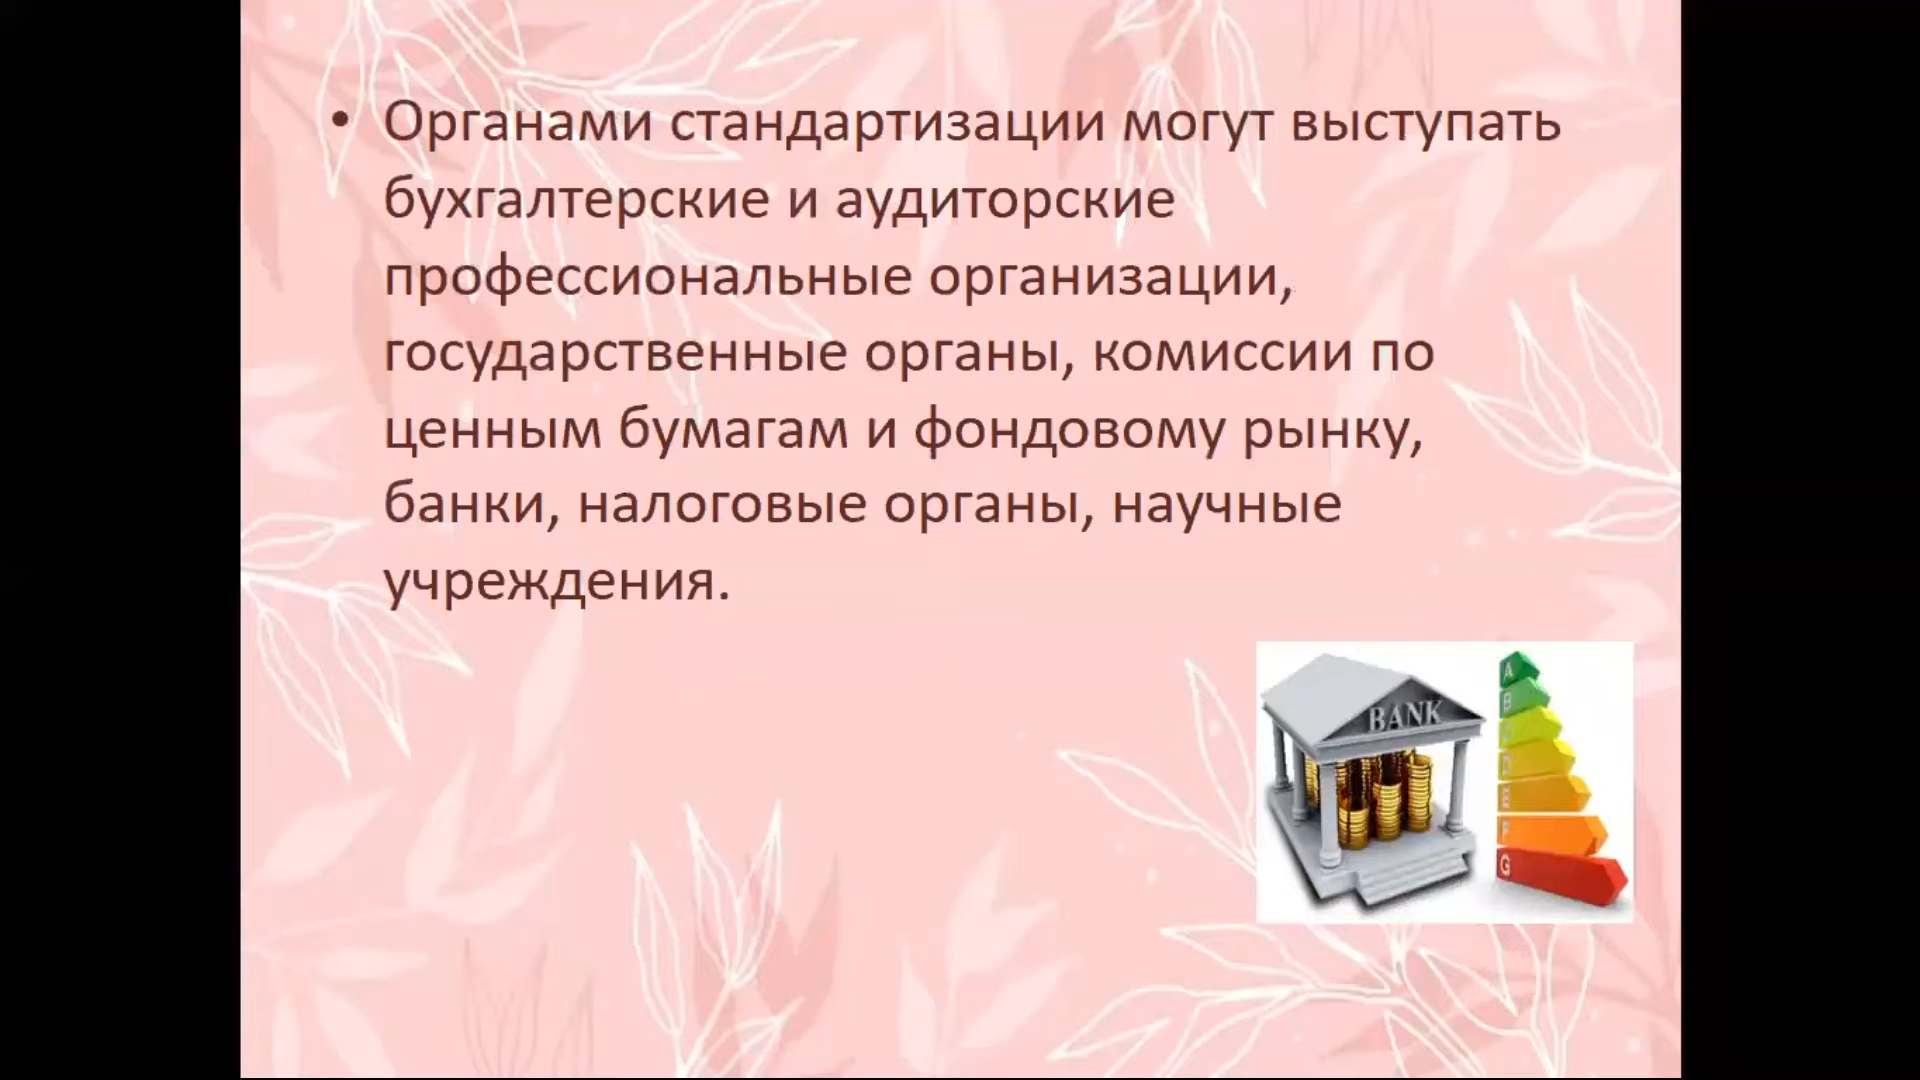 • Органами стандартизации могут выступать
бухгалтерские и аудиторские
профессиональные организации,
государственные органы, комиссии по
ценным бумагам и фондовому рынку,
банки, налоговые органы, научные
учреждения.
BANK
A
B
C
D
E
F
G